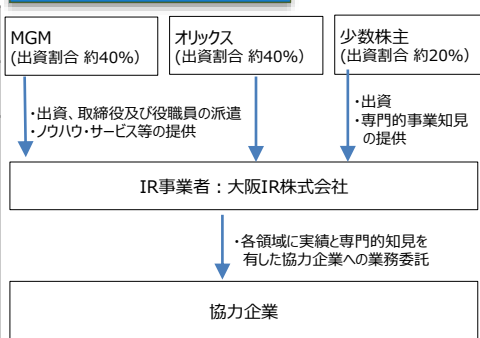 MGM
(出資割合 約40%)
オリックス
(出資割合 約40%)
少数株主
(出資割合 約20%)
・出資、取締役及び役職員の派遣
・ノウハウ・サービス等の提供
・出資
・専門的事業知見
の提供
IR事業者：大阪IR株式会社
・各領域に実績と専門的知見を
有した協力企業への業務委託
協力企業